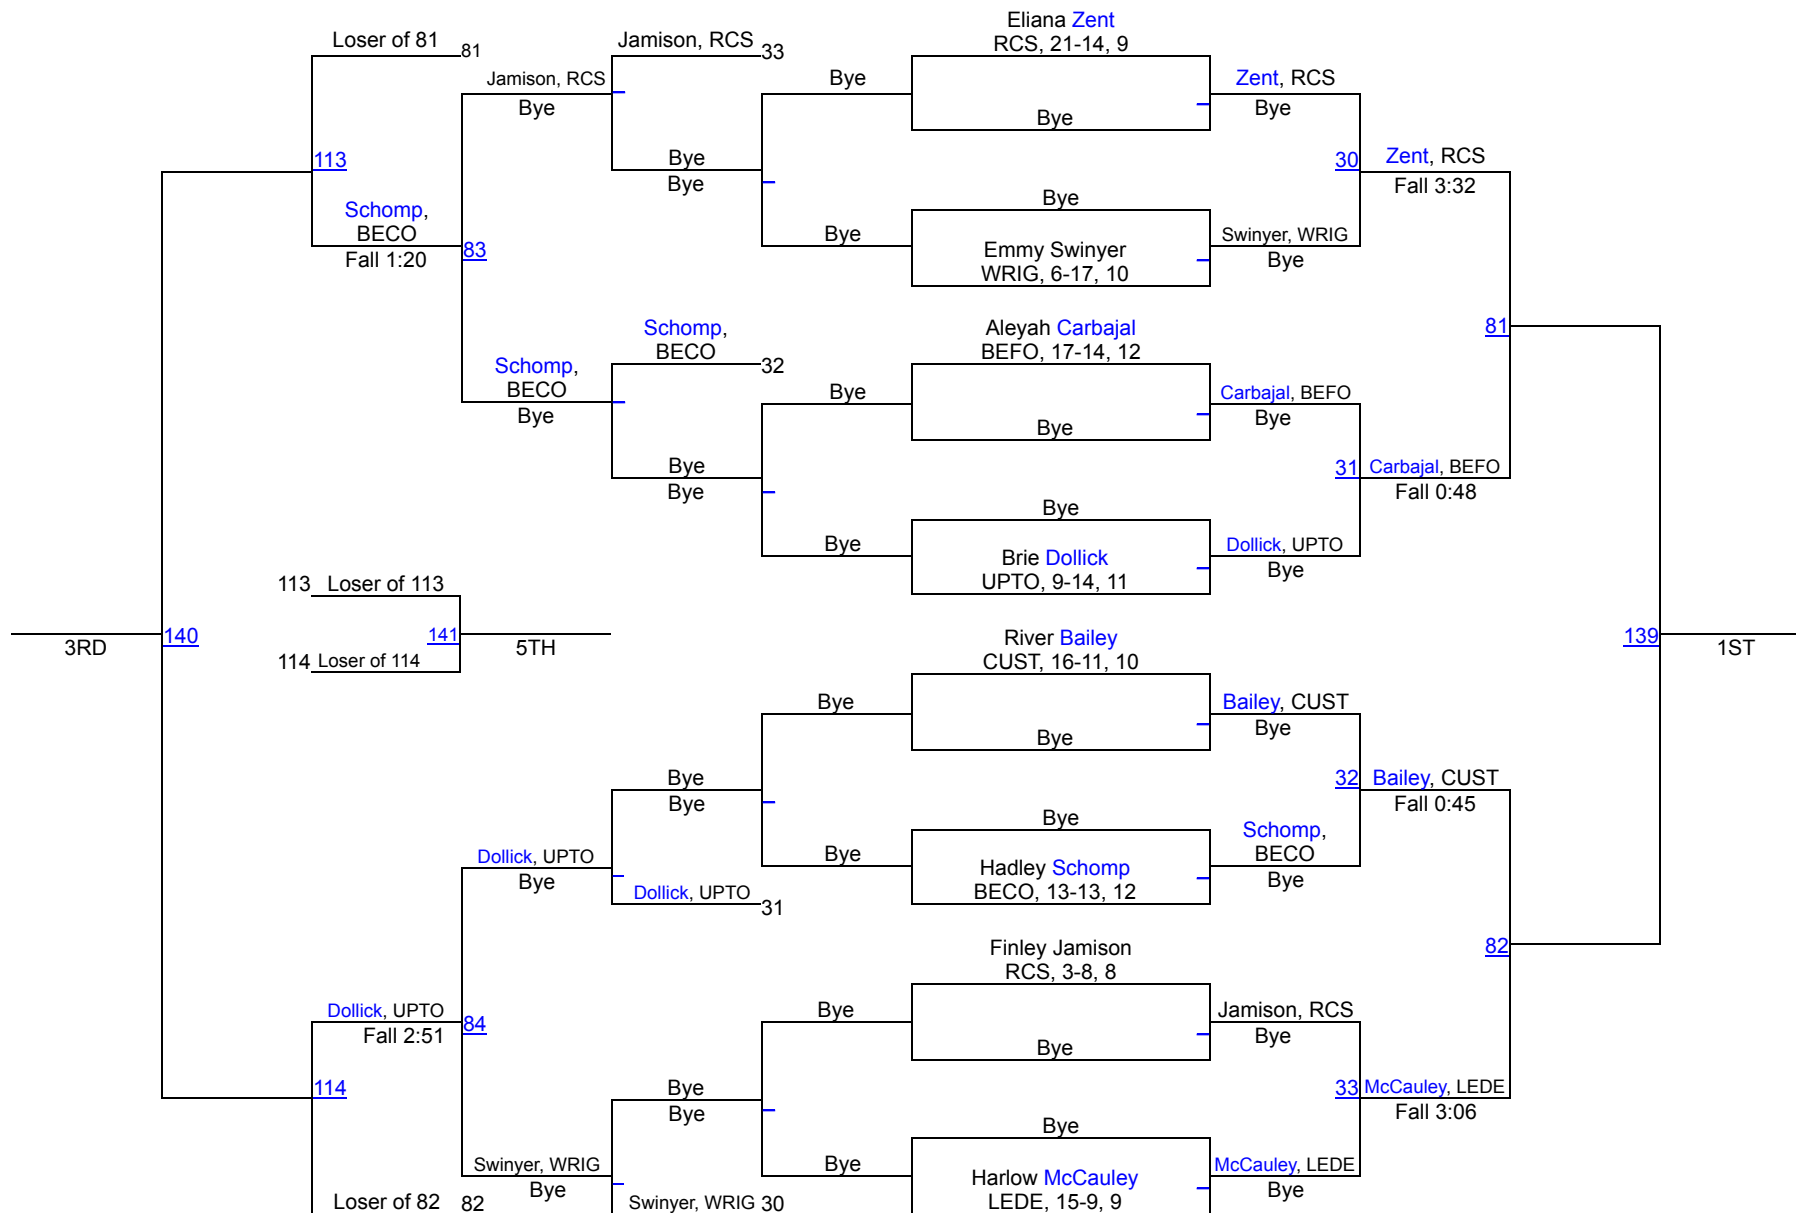 Loser of 81
81
Jamison, RCS
33
Eliana Zent
RCS, 21-14, 9
Jamison, RCS
Bye
Bye
Bye
Zent, RCS
Bye
113
Bye
Bye
30
Zent, RCS
Fall 3:32
Schomp,
BECO
Fall 1:20
83
Bye
Bye
Emmy Swinyer
WRIG, 6-17, 10
Swinyer, WRIG
Bye
Schomp,
BECO
32
Aleyah Carbajal
BEFO, 17-14, 12
81
Schomp,
BECO
Bye
Bye
Bye
Carbajal, BEFO
Bye
Bye
Bye
31
Carbajal, BEFO
Fall 0:48
Bye
Bye
Brie Dollick
UPTO, 9-14, 11
Dollick, UPTO
Bye
113
Loser of 113
3RD
140
141
5TH
114
Loser of 114
River Bailey
CUST, 16-11, 10
139
1ST
Bye
Bye
Bailey, CUST
Bye
Bye
Bye
32
Bailey, CUST
Fall 0:45
Dollick, UPTO
Bye
Bye
Bye
Hadley Schomp
BECO, 13-13, 12
Schomp,
BECO
Bye
Dollick, UPTO
31
Finley Jamison
RCS, 3-8, 8
82
Dollick, UPTO
Fall 2:51
84
Bye
Bye
Jamison, RCS
Bye
114
Bye
Bye
33
McCauley, LEDE
Fall 3:06
Swinyer, WRIG
Bye
Bye
Bye
Harlow McCauley
LEDE, 15-9, 9
McCauley, LEDE
Bye
Loser of 82
82
Swinyer, WRIG
30